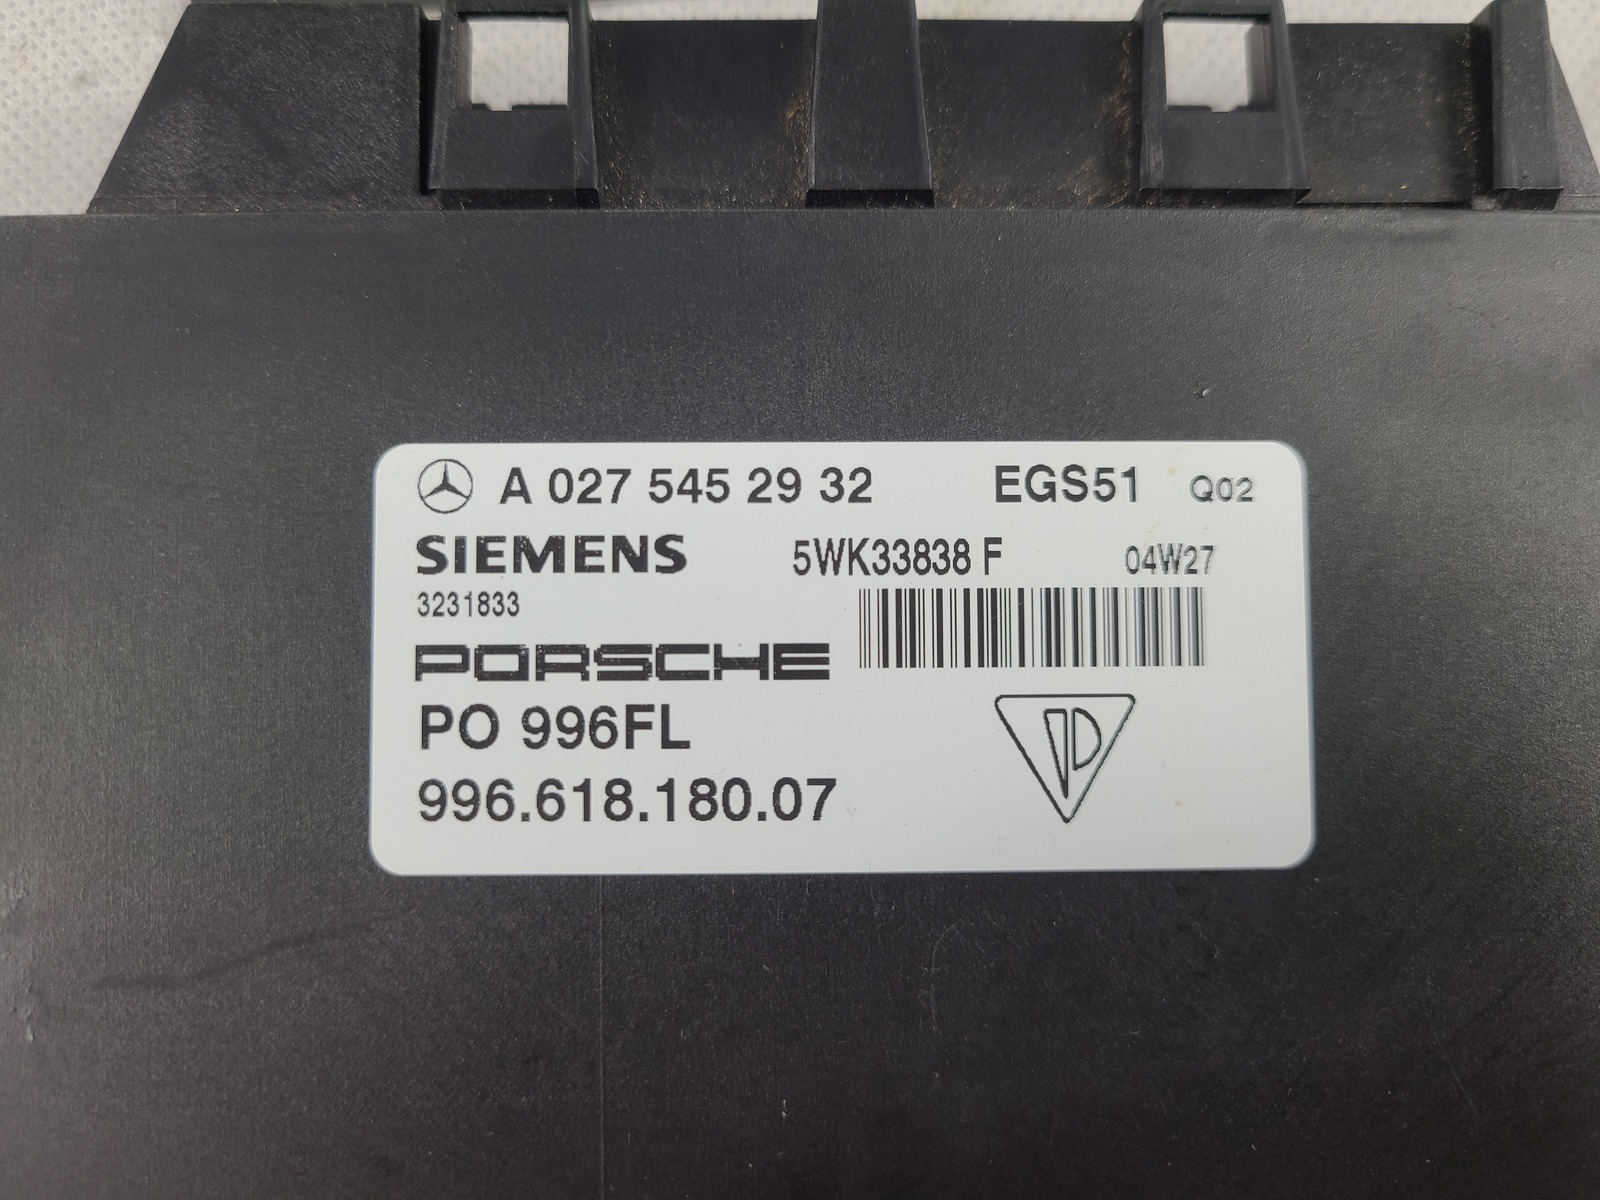 A 027 545 29 32 EGS51 Q02
SIEMENS 5WK33838 F 04W27
3231833
PORSCHE
PO 996FL
996.618.180.07